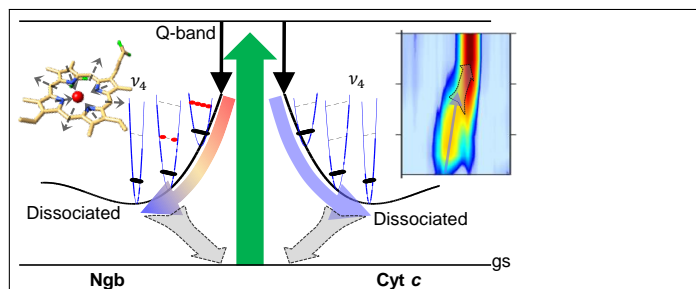 Q-band
ν4
ν4
Dissociated
Dissociated
gs
Ngb
Cyt c